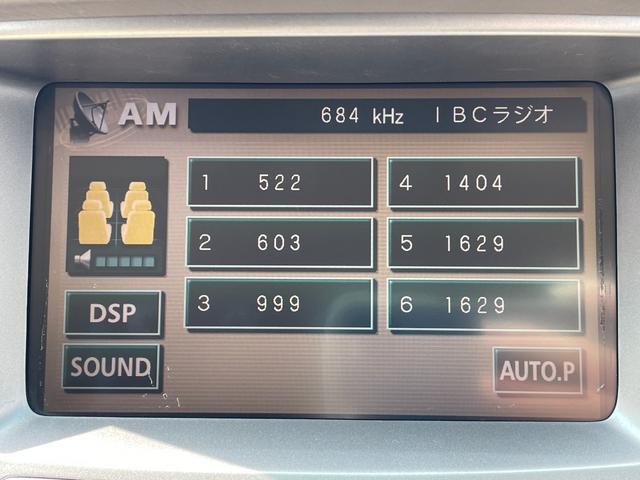 AM 684 kHz IBCラジオ
1 522
4 1404
2 603
5 1629
3 999
6 1629
DSP
SOUND
AUTO.P